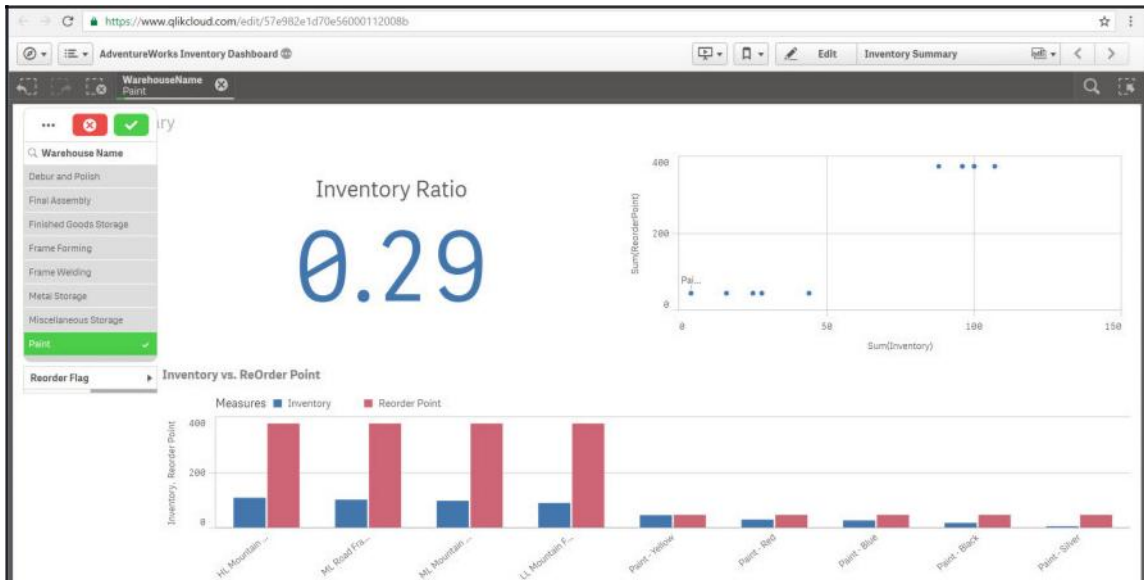 https://www.qlikcloud.com/edit/57e982e1d70e56000112008b
AdventureWorks Inventory Dashboard
Edit
Inventory Summary
WarehouseName
Paint
ry
Warehouse Name
Debur and Polish
Final Assembly
Finished Goods Storage
Frame Forming
Frame Welding
Metal Storage
Miscellaneous Storage
Paint
Reorder Flag
Inventory Ratio
0.29
400
200
0
Sum(ReorderPoint)
Pai...
0 50 100 150
Sum(Inventory)
Inventory vs. ReOrder Point
Measures Inventory Reorder Point
400
200
0
Inventory, Reorder Point
HL Mountain ...
ML Road Fra...
ML Mountain ...
LL Mountain F...
Paint - Yellow
Paint - Red
Paint - Blue
Paint - Black
Paint - Silver